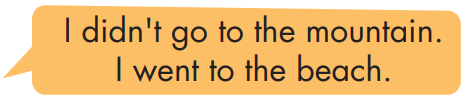 I didn't go to the mountain.
I went to the beach.